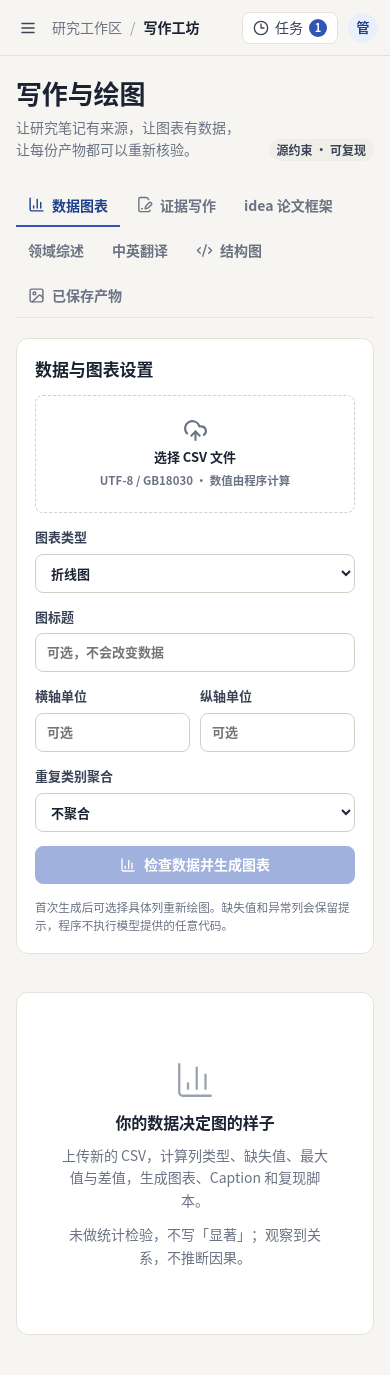 研究工作区 / 写作工坊 任务 1 管
写作与绘图
让研究笔记有来源，让图表有数据，
让每份产物都可以重新核验。
源约束 · 可复现
数据图表 证据写作 idea 论文框架
领域综述 中英翻译 结构图
已保存产物
数据与图表设置
选择 CSV 文件
UTF-8 / GB18030 · 数值由程序计算
图表类型
折线图
图标题
可选，不会改变数据
横轴单位 纵轴单位
可选 可选
重复类别聚合
不聚合
检查数据并生成图表
首次生成后可选择具体列重新绘图。缺失值和异常列会保留提
示，程序不执行模型提供的任意代码。
你的数据决定图的样子
上传新的 CSV，计算列类型、缺失值、最大
值与差值，生成图表、Caption 和复现脚
本。
未做统计检验，不写「显著」；观察到关
系，不推断因果。